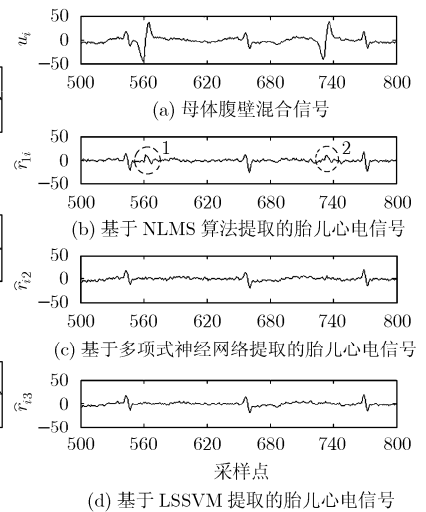 50
0
−50
u_i
500 560 620 680 740 800
(a) 母体腹壁混合信号
50
0
−50
r̂_{1i}
1 2
500 560 620 680 740 800
(b) 基于 NLMS 算法提取的胎儿心电信号
50
0
−50
r̂_{i2}
500 560 620 680 740 800
(c) 基于多项式神经网络提取的胎儿心电信号
50
0
−50
r̂_{i3}
500 560 620 680 740 800
采样点
(d) 基于 LSSVM 提取的胎儿心电信号